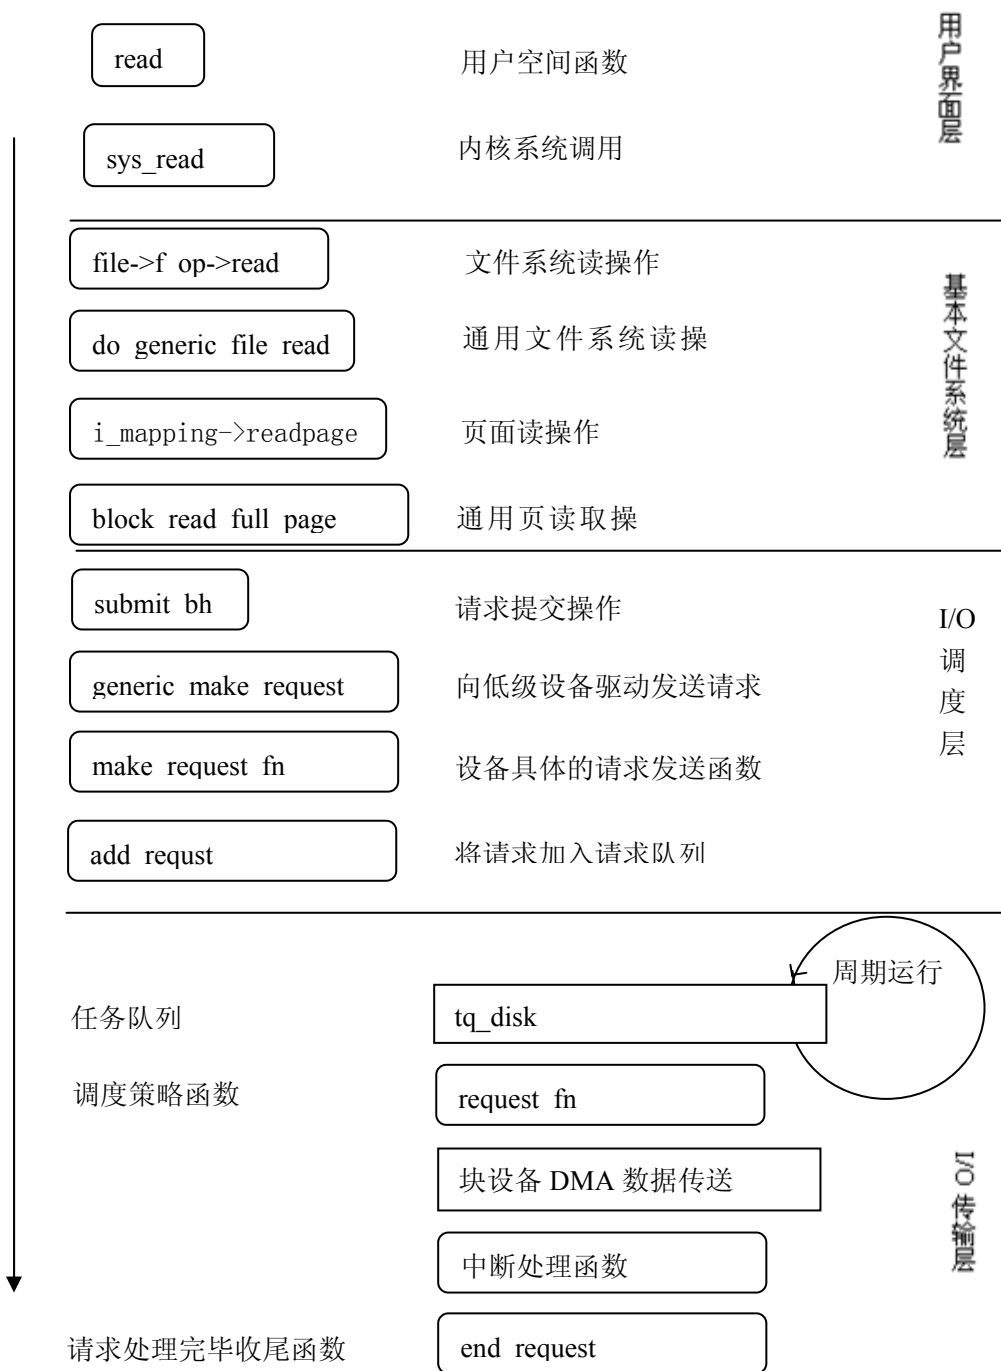 read 用户空间函数
用户界面层
sys_read 内核系统调用
file->f op->read 文件系统读操作
do generic file read 通用文件系统读操
基本文件系统层
i_mapping->readpage 页面读操作
block read full page 通用页读取操
submit bh 请求提交操作
I/O
调
度
层
generic make request 向低级设备驱动发送请求
make request fn 设备具体的请求发送函数
add requst 将请求加入请求队列
周期运行
任务队列 tq_disk
调度策略函数 request fn
块设备 DMA 数据传送
I/O 传输层
中断处理函数
请求处理完毕收尾函数 end request